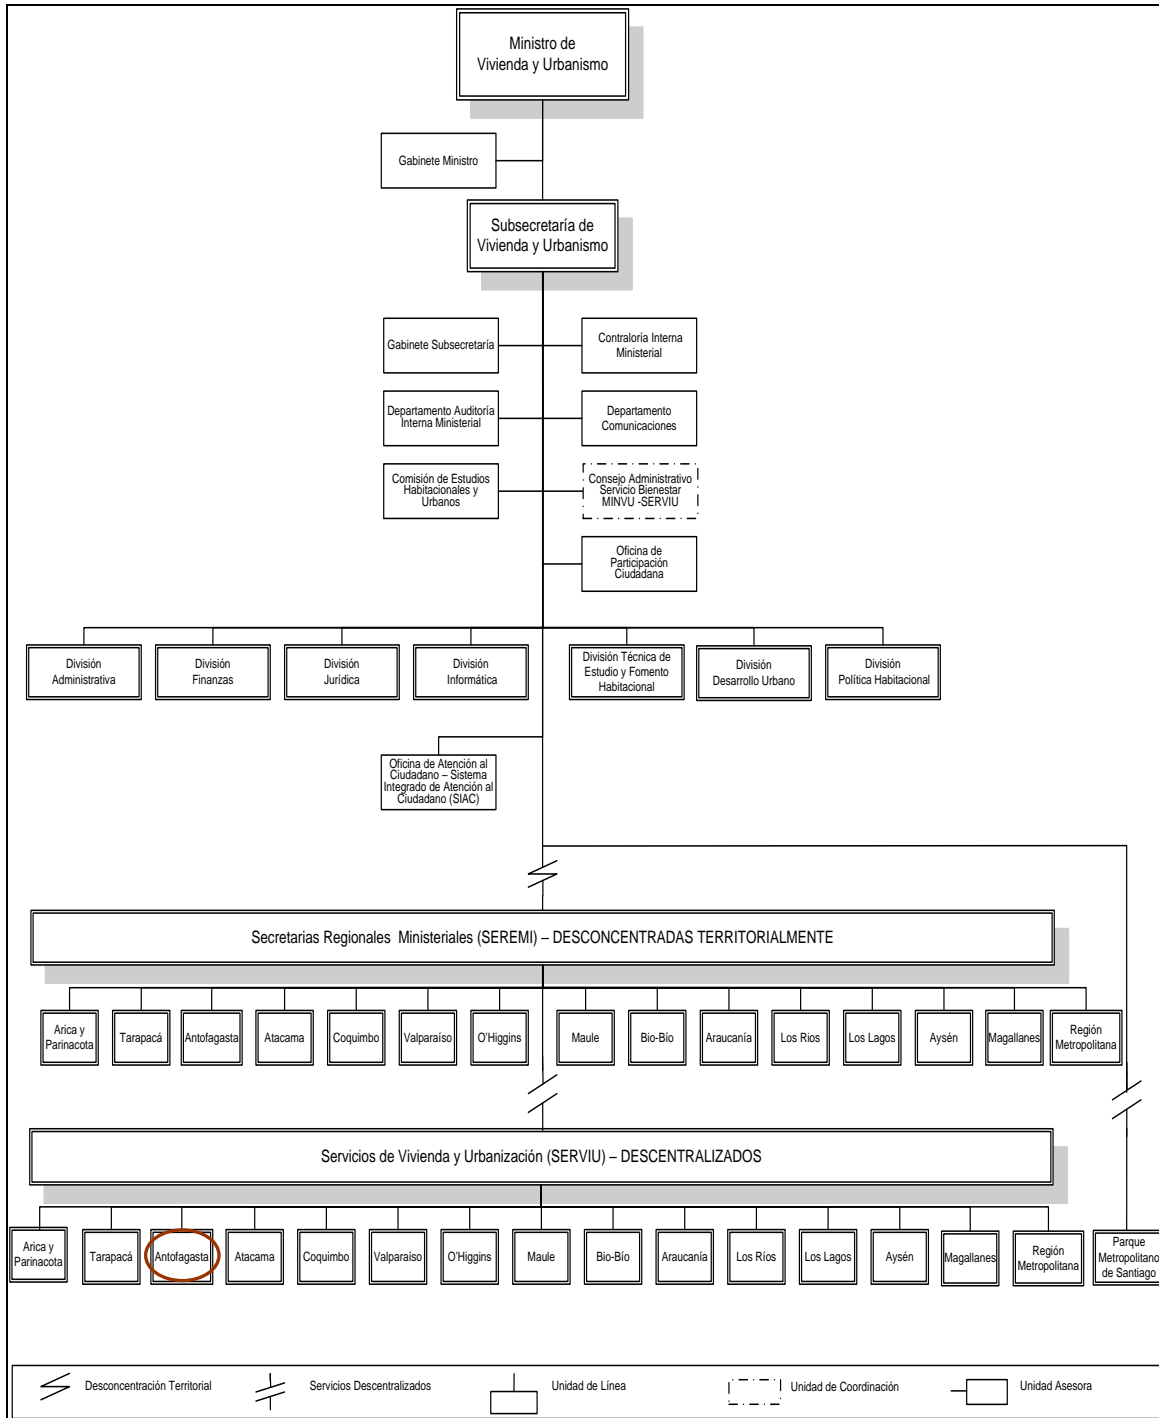 Ministro de
Vivienda y Urbanismo
Gabinete Ministro
Subsecretaría de
Vivienda y Urbanismo
Gabinete Subsecretaría
Contraloría Interna
Ministerial
Departamento Auditoría
Interna Ministerial
Departamento
Comunicaciones
Comisión de Estudios
Habitacionales y
Urbanos
Consejo Administrativo
Servicio Bienestar
MINVU -SERVIU
Oficina de
Participación
Ciudadana
División
Administrativa
División
Finanzas
División
Jurídica
División
Informática
División Técnica de
Estudio y Fomento
Habitacional
División
Desarrollo Urbano
División
Política Habitacional
Oficina de Atención al
Ciudadano – Sistema
Integrado de Atención al
Ciudadano (SIAC)
Secretarias Regionales Ministeriales (SEREMI) – DESCONCENTRADAS TERRITORIALMENTE
Arica y
Parinacota
Tarapacá
Antofagasta
Atacama
Coquimbo
Valparaíso
O'Higgins
Maule
Bio-Bío
Araucanía
Los Rios
Los Lagos
Aysén
Magallanes
Región
Metropolitana
Servicios de Vivienda y Urbanización (SERVIU) – DESCENTRALIZADOS
Arica y
Parinacota
Tarapacá
Antofagasta
Atacama
Coquimbo
Valparaíso
O'Higgins
Maule
Bio-Bío
Araucanía
Los Ríos
Los Lagos
Aysén
Magallanes
Región
Metropolitana
Parque
Metropolitano
de Santiago
Desconcentración Territorial
Servicios Descentralizados
Unidad de Línea
Unidad de Coordinación
Unidad Asesora